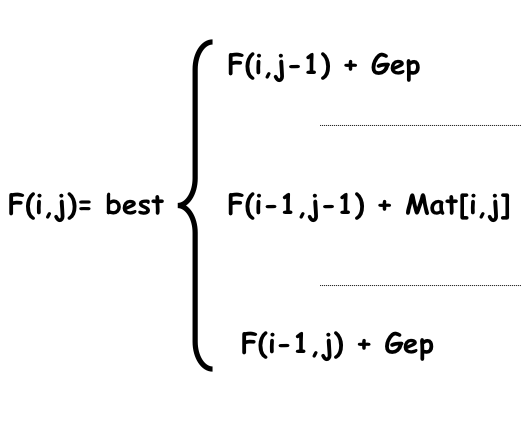 F(i,j-1) + Gep
F(i,j)= best
F(i-1,j-1) + Mat[i,j]
F(i-1,j) + Gep